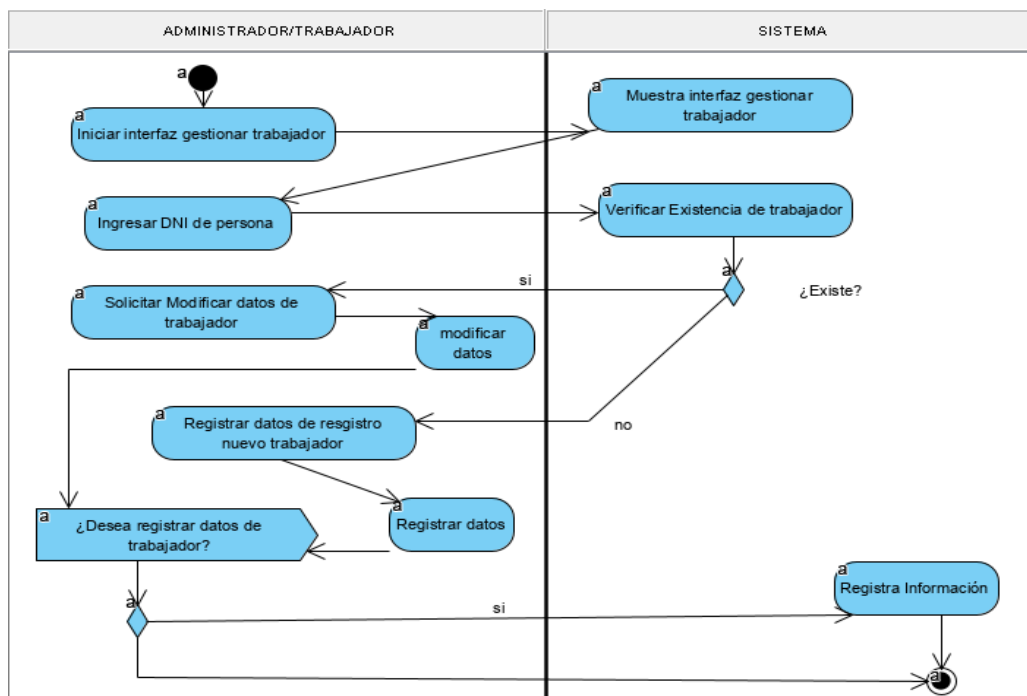 ADMINISTRADOR/TRABAJADOR
SISTEMA
a
a
Iniciar interfaz gestionar trabajador
a
Muestra interfaz gestionar
trabajador
a
Ingresar DNI de persona
a
Verificar Existencia de trabajador
a
¿Existe?
si
a
Solicitar Modificar datos de
trabajador
a
modificar
datos
no
a
Registrar datos de resgistro
nuevo trabajador
a
Registrar datos
a
¿Desea registrar datos de
trabajador?
a
si
a
Registra Información
a